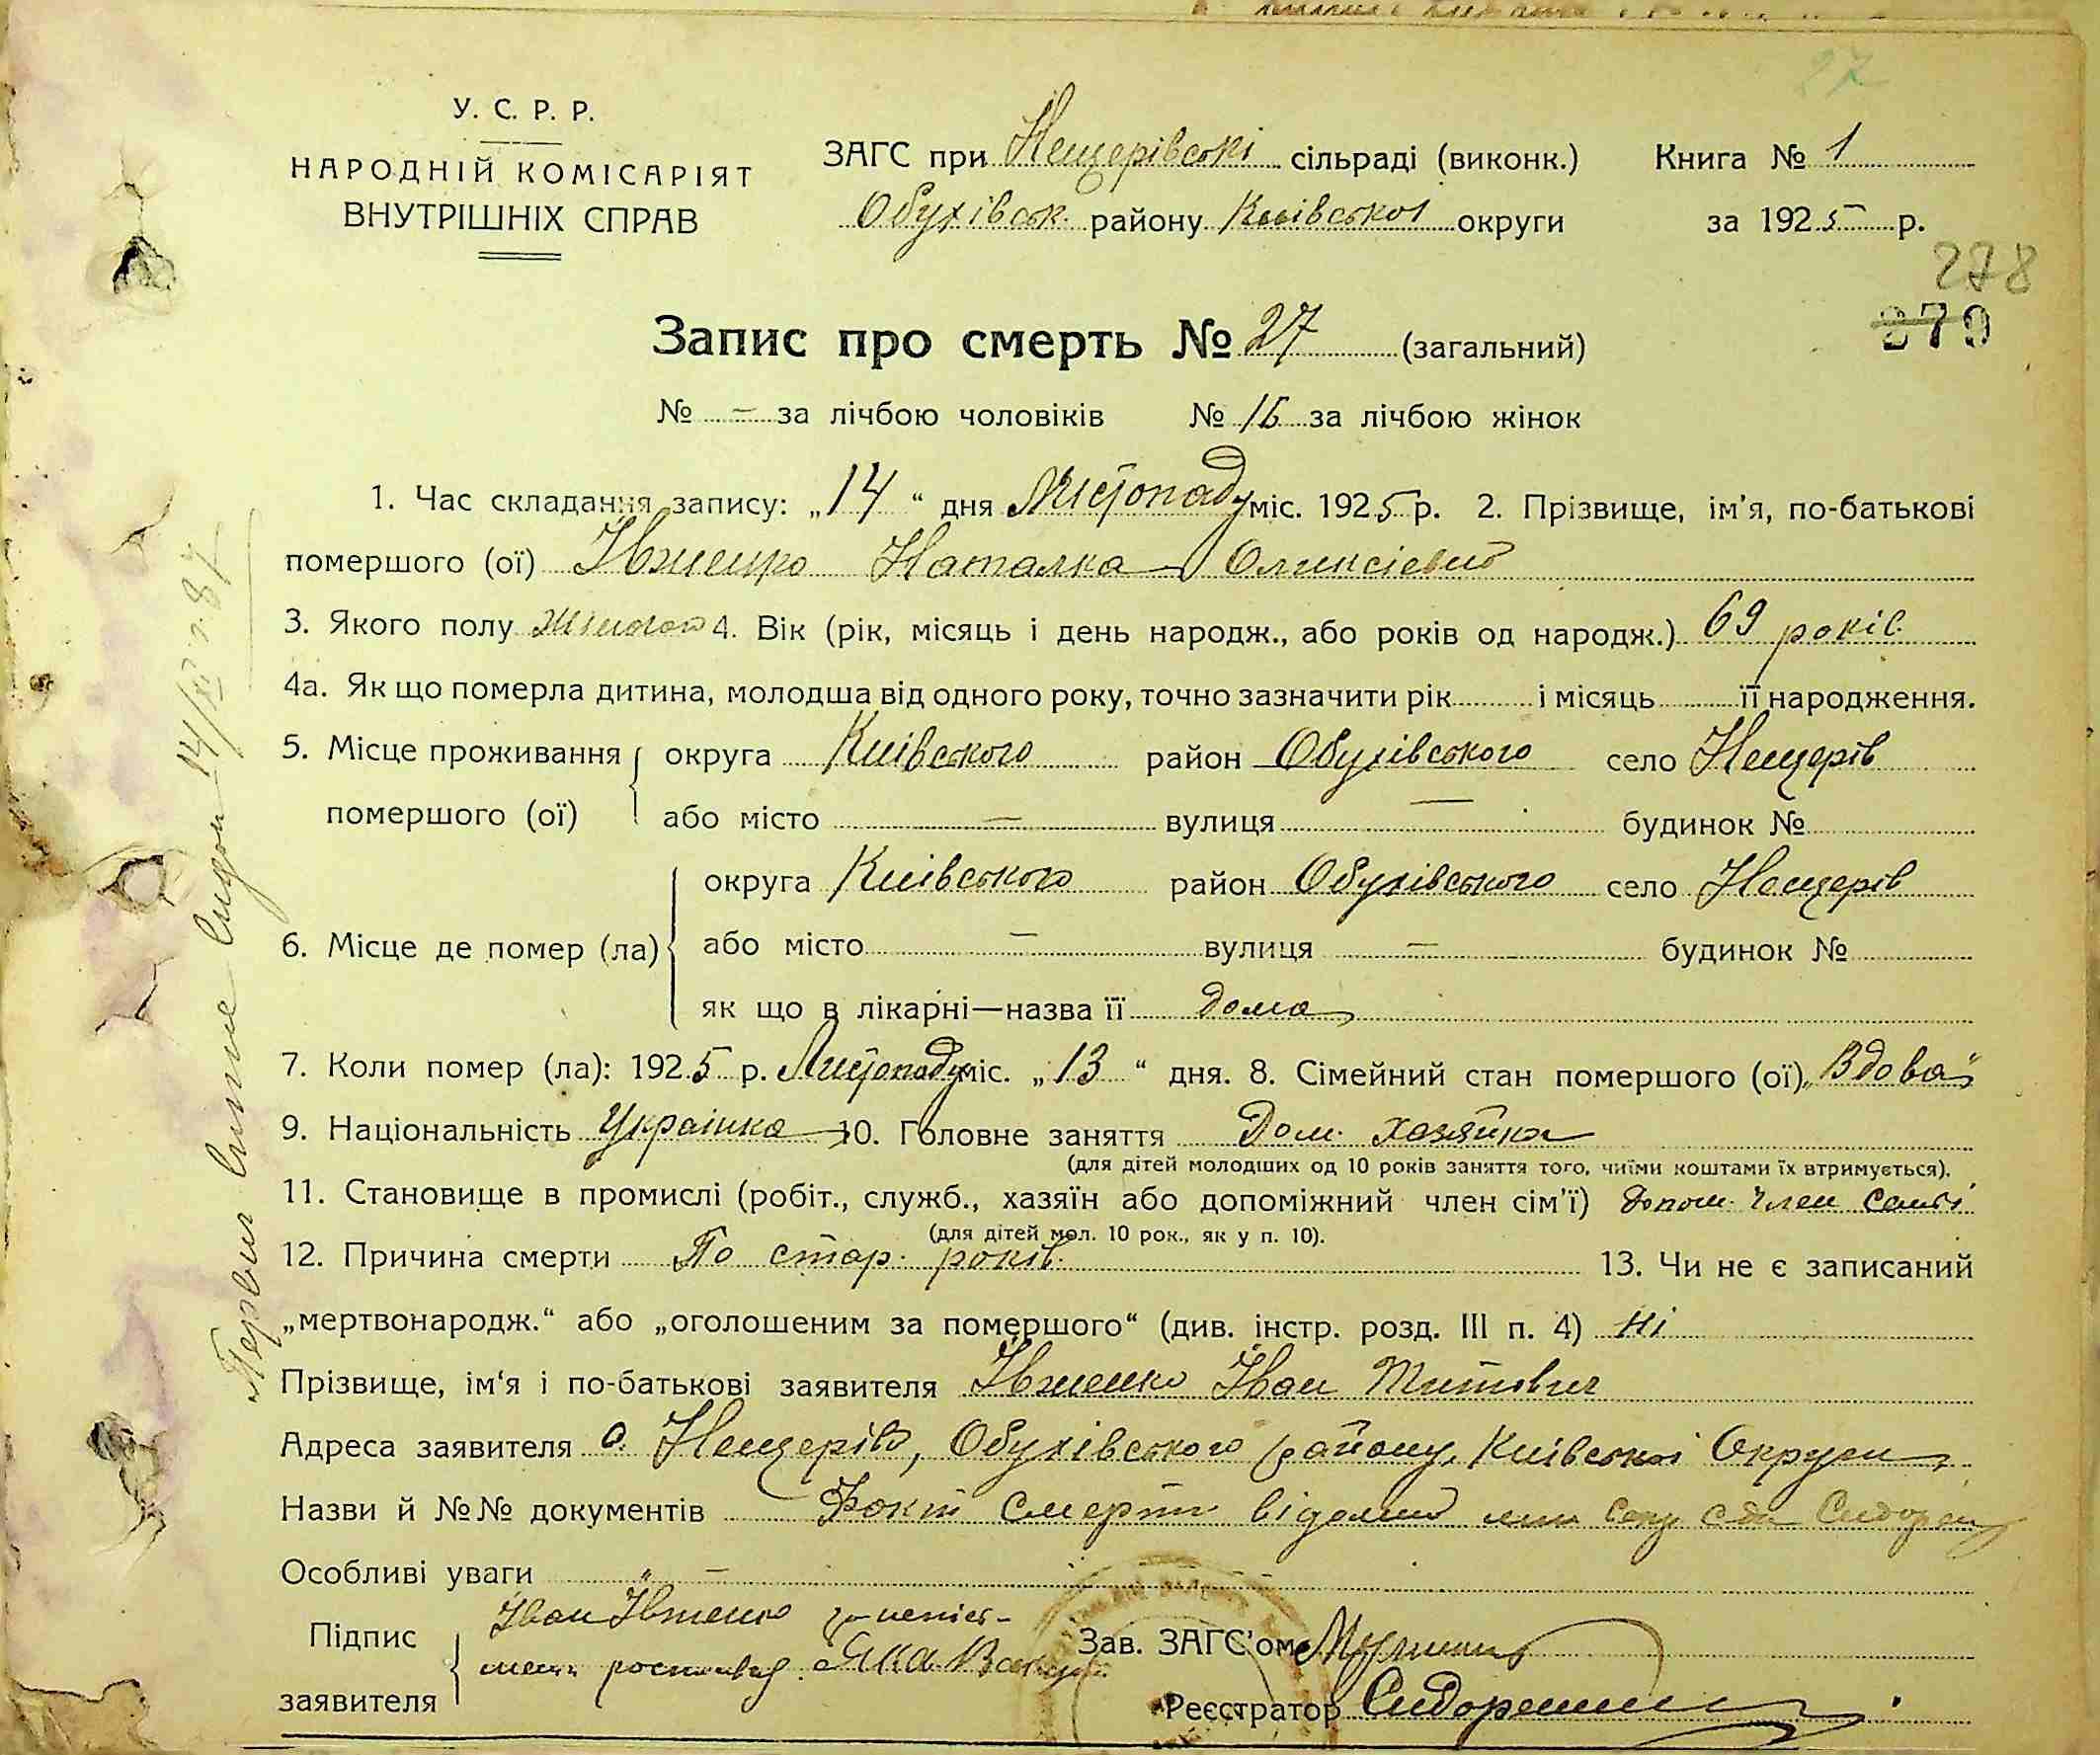 27
У. С. Р. Р.
НАРОДНІЙ КОМІСАРІЯТ
ВНУТРІШНІХ СПРАВ
ЗАГС при Нещерівські сільраді (виконк.)
Обухівськ. району Київської округи
Книга № 1
за 1925 р.
278
279
Запис про смерть № 27 (загальний)
№ — за лічбою чоловіків № 16 за лічбою жінок
1. Час складання запису: „14“ дня Листопаду міс. 1925 р. 2. Прізвище, ім'я, по-батькові
помершого (ої) Івженко Наталка
3. Якого полу жіночого 4. Вік (рік, місяць і день народж., або років од народж.) 69 років
4а. Як що померла дитина, молодша від одного року, точно зазначити рік і місяць її народження.
5. Місце проживання округа Київського район Обухівського село Нещерів
помершого (ої) або місто — вулиця — будинок №
6. Місце де помер (ла) округа Київського район Обухівського село Нещерів
або місто — вулиця — будинок №
як що в лікарні—назва її дома
7. Коли помер (ла): 1925 р. Листопаду міс. „13“ дня. 8. Сімейний стан помершого (ої) „Вдова“
9. Національність Українка 10. Головне заняття Дом. хазяйка
(для дітей молодших од 10 років заняття того, чиїми коштами їх втримується).
11. Становище в промислі (робіт., служб., хазяїн або допоміжний член сім'ї) допом. член
(для дітей мол. 10 рок., як у п. 10).
12. Причина смерти По стар. років. 13. Чи не є записаний
„мертвонародж.“ або „оголошеним за помершого“ (див. інстр. розд. III п. 4) Ні
Прізвище, ім'я і по-батькові заявителя Івженко Іван Титович
Адреса заявителя с. Нещерів, Обухівського району, Київської Округи
Назви й №№ документів Факт смерти відомий
Особливі уваги " —
Підпис заявителя Іван Івженко
Зав. ЗАГС'ом
Реєстратор Сидоренко